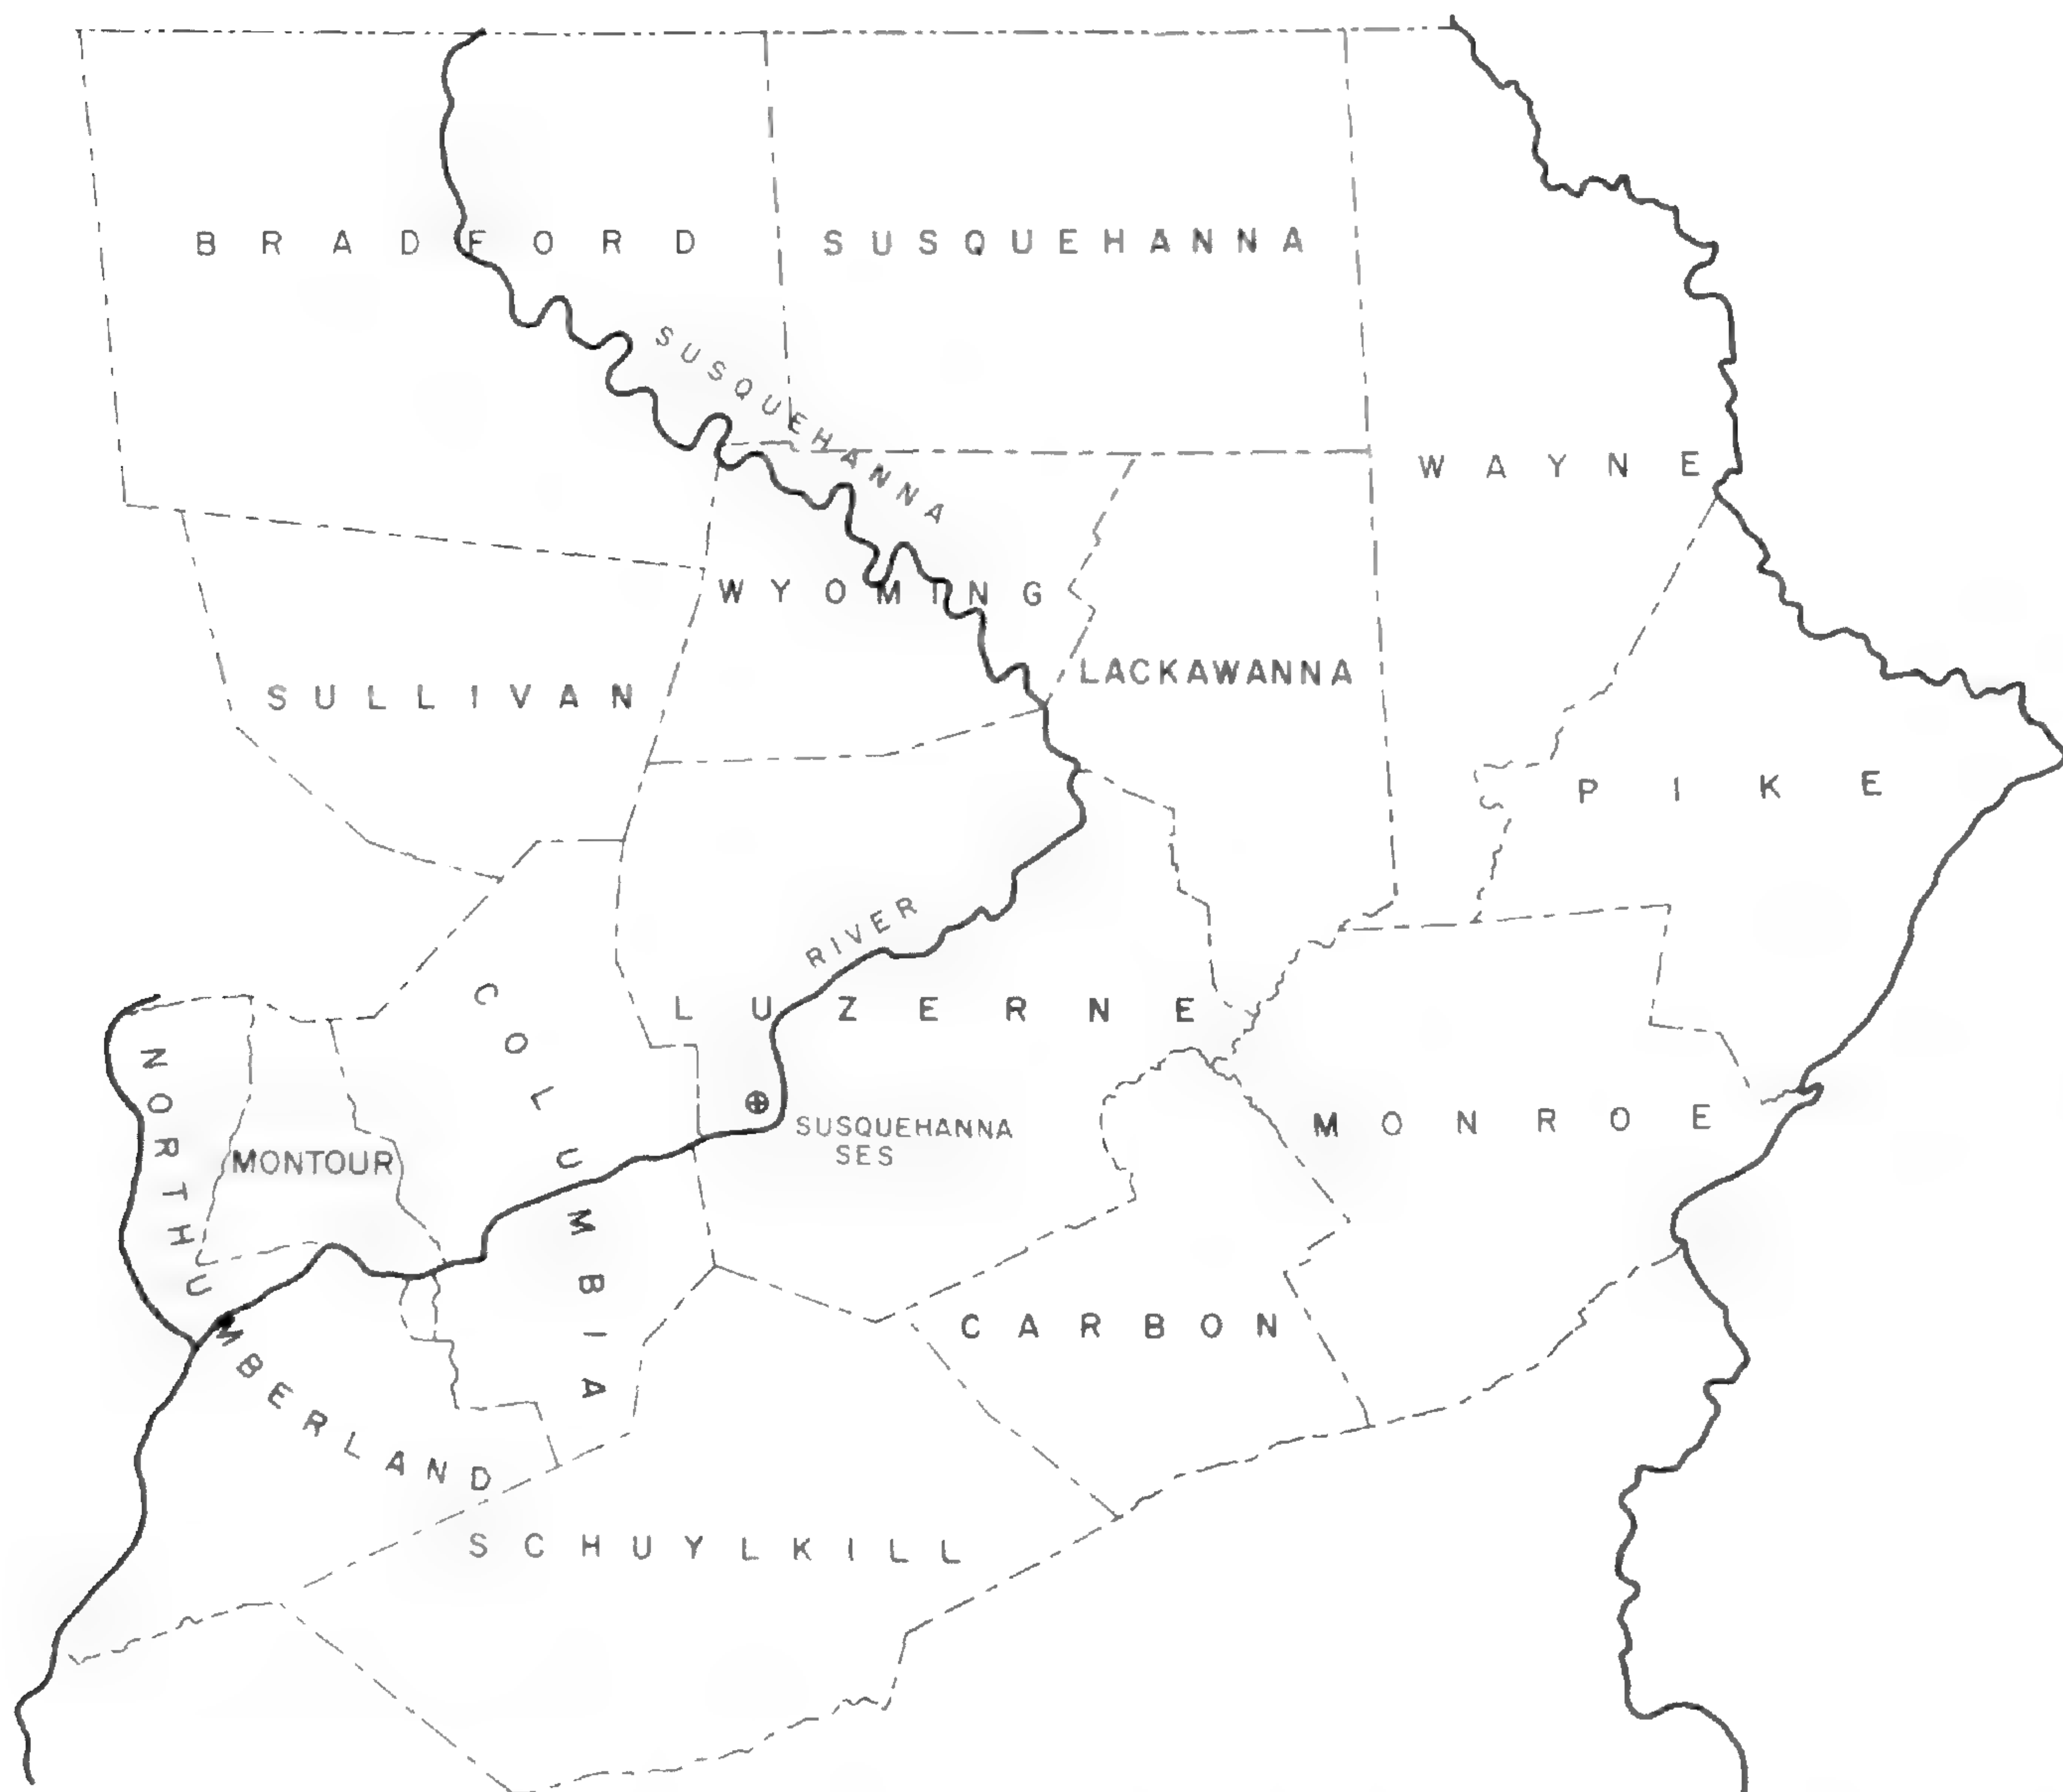 BRADFORD
SUSQUEHANNA
SUSQUEHANNA
WAYNE
WYOMING
LACKAWANNA
SULLIVAN
PIKE
RIVER
COLUMBIA
LUZERNE
NORTHUMBERLAND
MONTOUR
SUSQUEHANNA
SES
MONROE
CARBON
SCHUYLKILL